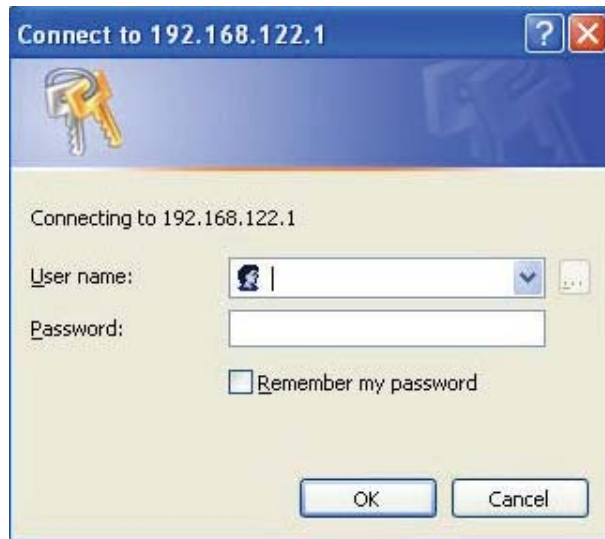 Connect to 192.168.122.1
Connecting to 192.168.122.1
User name:
Password:
Remember my password
OK Cancel